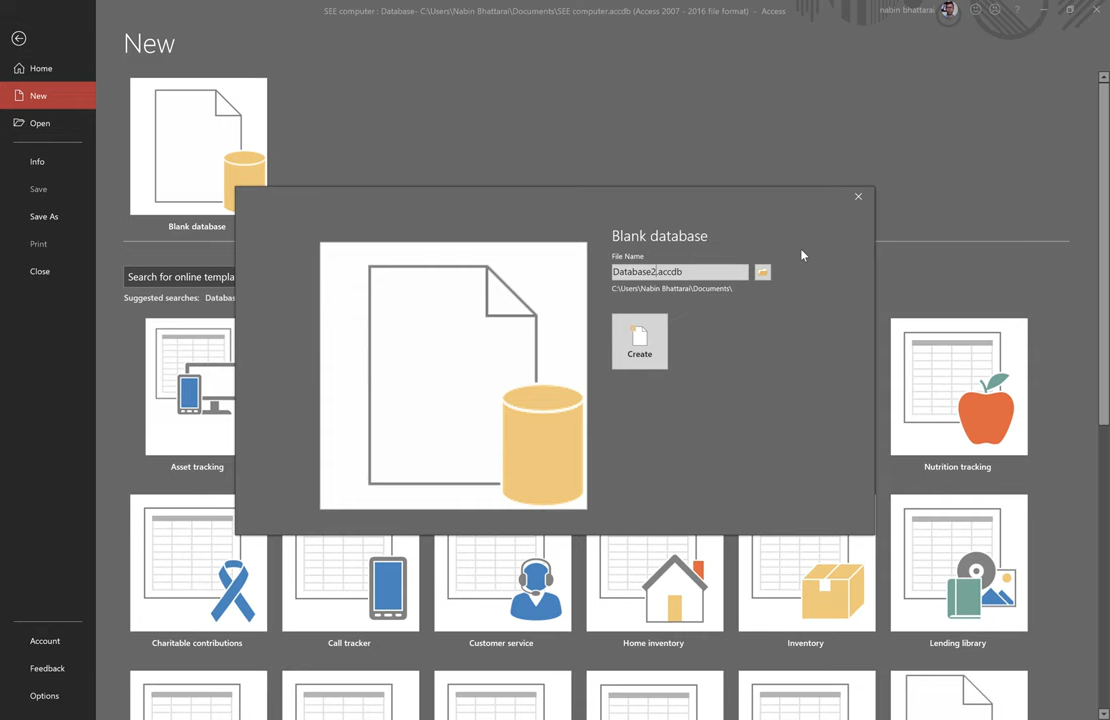 SEE computer : Database- C:\Users\Nabin Bhattarai\Documents\SEE computer.accdb (Access 2007 - 2016 file format) - Access
nabin bhattarai
?
New
Home
New
Open
Info
Save
Save As
Print
Close
Account
Feedback
Options
Blank database
Search for online templa
Suggested searches: Databas
Blank database
File Name
Database2.accdb
C:\Users\Nabin Bhattarai\Documents\
Create
Asset tracking
Nutrition tracking
Charitable contributions
Call tracker
Customer service
Home inventory
Inventory
Lending library